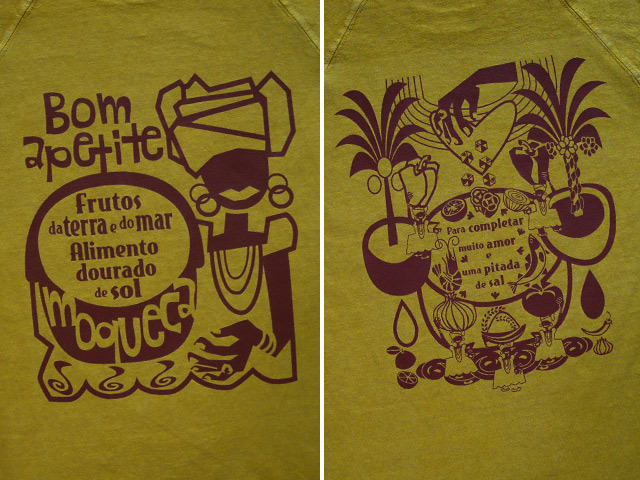 Bom
apetite
Frutos
da terra e do mar
Alimento
dourado
de sol
moqueca
Para completar
muito amor
e
uma pitada
de sal